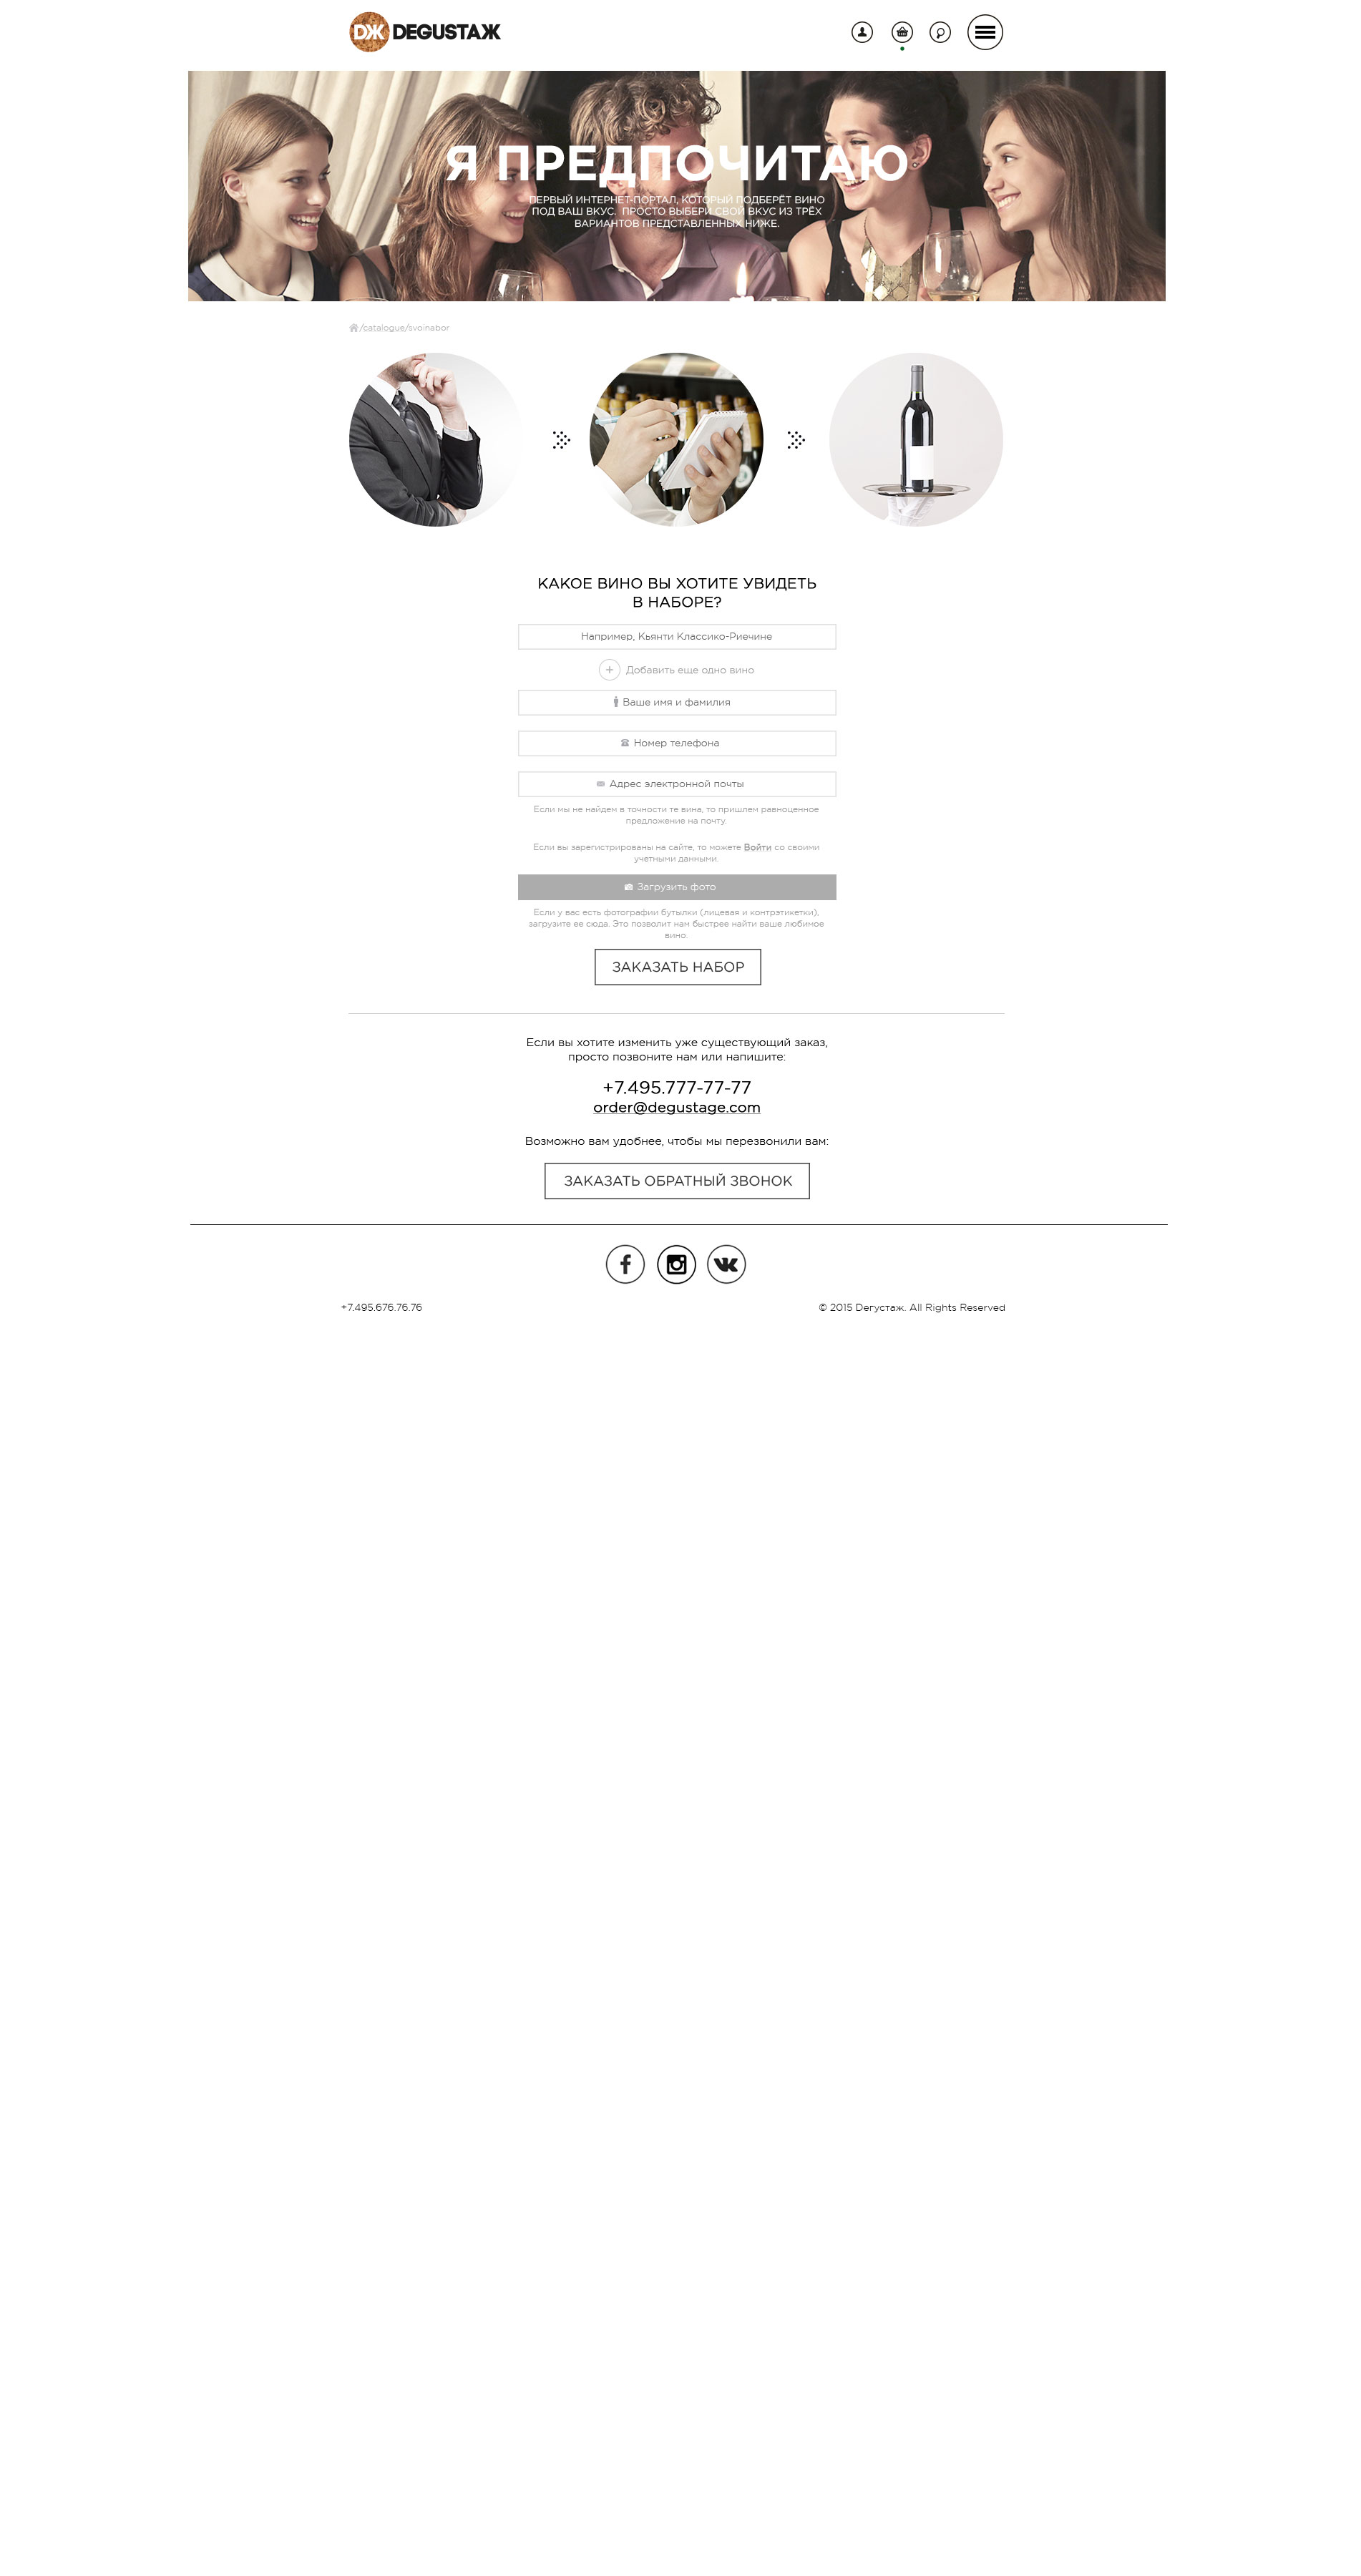 ДЖ DEGUSTАЖ
Я ПРЕДПОЧИТАЮ
ПЕРВЫЙ ИНТЕРНЕТ-ПОРТАЛ, КОТОРЫЙ ПОДБЕРЁТ ВИНО
ПОД ВАШ ВКУС. ПРОСТО ВЫБЕРИ СВОЙ ВКУС ИЗ ТРЁХ
ВАРИАНТОВ ПРЕДСТАВЛЕННЫХ НИЖЕ.
/catalogue/svoinabor
КАКОЕ ВИНО ВЫ ХОТИТЕ УВИДЕТЬ
В НАБОРЕ?
Например, Кьянти Классико-Риечине
+ Добавить еще одно вино
Ваше имя и фамилия
Номер телефона
Адрес электронной почты
Если мы не найдем в точности те вина, то пришлем равноценное
предложение на почту.
Если вы зарегистрированы на сайте, то можете Войти со своими
учетными данными.
Загрузить фото
Если у вас есть фотографии бутылки (лицевая и контрэтикетки),
загрузите ее сюда. Это позволит нам быстрее найти ваше любимое
вино.
ЗАКАЗАТЬ НАБОР
Если вы хотите изменить уже существующий заказ,
просто позвоните нам или напишите:
+7.495.777-77-77
order@degustage.com
Возможно вам удобнее, чтобы мы перезвонили вам:
ЗАКАЗАТЬ ОБРАТНЫЙ ЗВОНОК
+7.495.676.76.76
© 2015 Dегустаж. All Rights Reserved